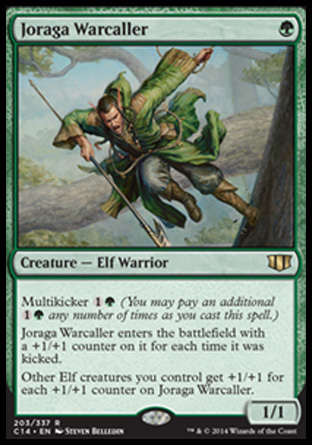 Joraga Warcaller
Creature — Elf Warrior
Multikicker 1 (You may pay an additional
1 any number of times as you cast this spell.)
Joraga Warcaller enters the battlefield with
a +1/+1 counter on it for each time it was
kicked.
Other Elf creatures you control get +1/+1 for
each +1/+1 counter on Joraga Warcaller.
1/1
203/337 R
C14 • EN Steven Belledin
™ & © 2014 Wizards of the Coast